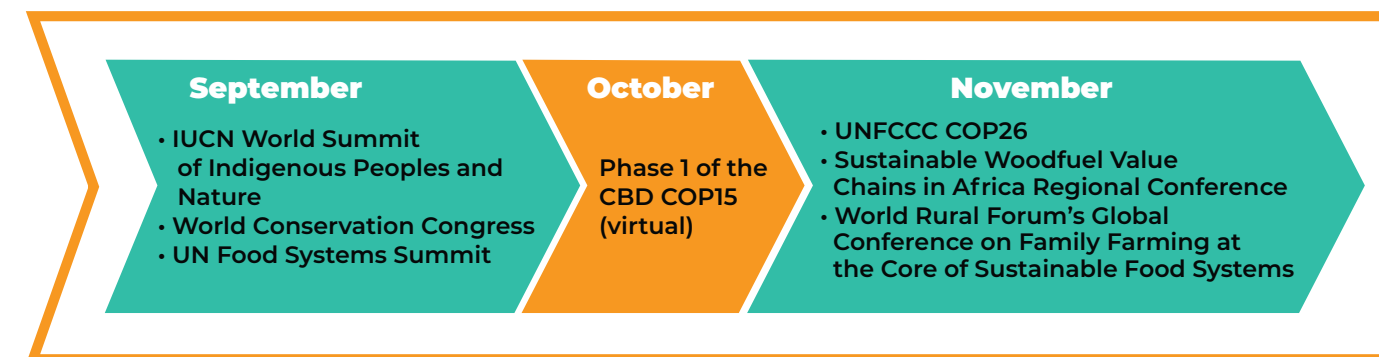 September
• IUCN World Summit
of Indigenous Peoples and
Nature
• World Conservation Congress
• UN Food Systems Summit
October
Phase 1 of the
CBD COP15
(virtual)
November
• UNFCCC COP26
• Sustainable Woodfuel Value
Chains in Africa Regional Conference
• World Rural Forum’s Global
Conference on Family Farming at
the Core of Sustainable Food Systems